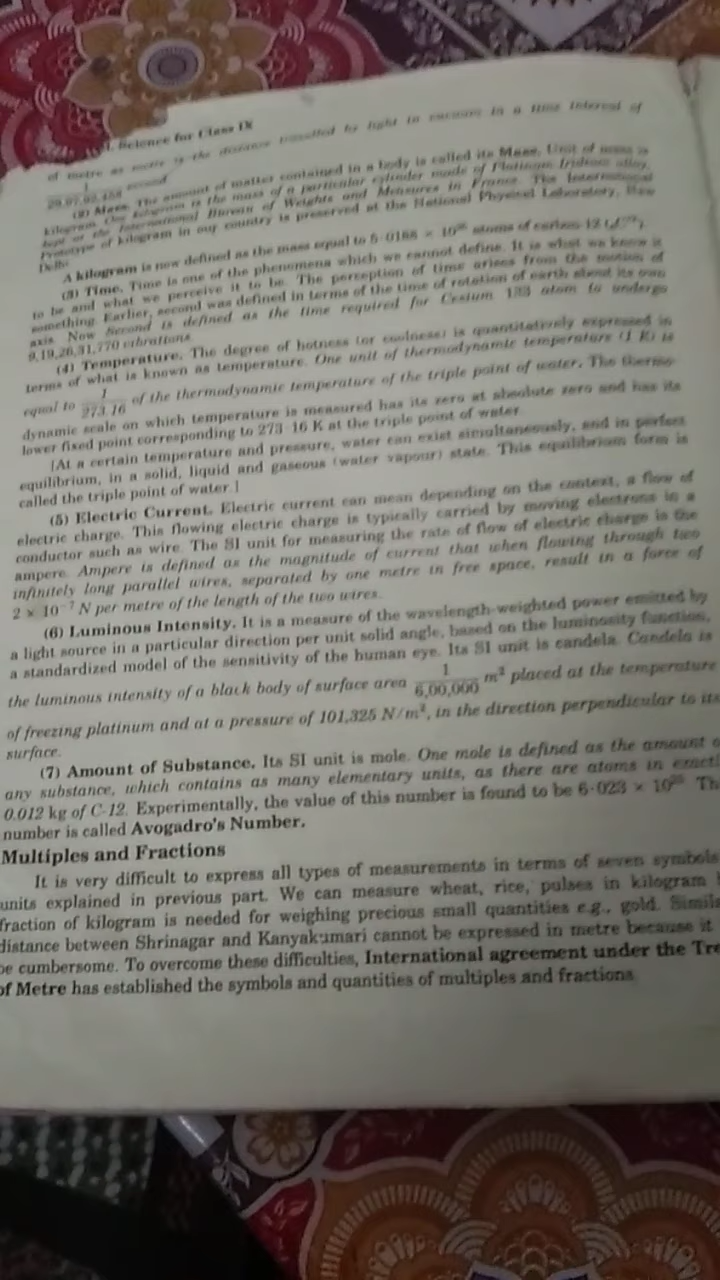 Science for Class IX
of metre as metre is the distance travelled by light in vacuum in a time interval of
1
29,97,92,458 second
(2) Mass. The amount of matter contained in a body is called its Mass. Unit of mass is
kilogram. One kilogram is the mass of a particular cylinder made of Platinum Iridium alloy,
kept at the International Bureau of Weights and Measures in France. The International
Prototype of kilogram in our country is preserved at the National Physical Laboratory, New
Delhi.
A kilogram is now defined as the mass equal to 5·0188 × 10 atoms of carbon-12
(3) Time. Time is one of the phenomena which we cannot define. It is what we know it
to be and what we perceive it to be. The perception of time arises from the motion of
something. Earlier, second was defined in terms of the time of rotation of earth about its own
axis. Now Second is defined as the time required for Cesium 133 atom to undergo
9,19,26,31,770 vibrations.
(4) Temperature. The degree of hotness (or coolness) is quantitatively expressed in
terms of what is known as temperature. One unit of thermodynamic temperature (1 K) is
equal to 1/273.16 of the thermodynamic temperature of the triple point of water. The thermo-
dynamic scale on which temperature is measured has its zero at absolute zero and has its
lower fixed point corresponding to 273·16 K at the triple point of water.
[At a certain temperature and pressure, water can exist simultaneously, and in perfect
equilibrium, in a solid, liquid and gaseous (water vapour) state. This equilibrium form is
called the triple point of water.]
(5) Electric Current. Electric current can mean depending on the context, a flow of
electric charge. This flowing electric charge is typically carried by moving electrons in a
conductor such as wire. The SI unit for measuring the rate of flow of electric charge is the
ampere. Ampere is defined as the magnitude of current that when flowing through two
infinitely long parallel wires, separated by one metre in free space, result in a force of
2 × 10⁻⁷ N per metre of the length of the two wires.
(6) Luminous Intensity. It is a measure of the wavelength-weighted power emitted by
a light source in a particular direction per unit solid angle, based on the luminosity function,
a standardized model of the sensitivity of the human eye. Its SI unit is candela. Candela is
the luminous intensity of a black body of surface area 1/6,00,000 m² placed at the temperature
of freezing platinum and at a pressure of 101,325 N/m², in the direction perpendicular to its
surface.
(7) Amount of Substance. Its SI unit is mole. One mole is defined as the amount o
any substance, which contains as many elementary units, as there are atoms in exactl
0.012 kg of C-12. Experimentally, the value of this number is found to be 6·023 × 10²³ Th
number is called Avogadro's Number.
Multiples and Fractions
It is very difficult to express all types of measurements in terms of seven symbols
units explained in previous part. We can measure wheat, rice, pulses in kilogram
fraction of kilogram is needed for weighing precious small quantities e.g., gold. Simila
distance between Shrinagar and Kanyakumari cannot be expressed in metre because it
be cumbersome. To overcome these difficulties, International agreement under the Tre
of Metre has established the symbols and quantities of multiples and fractions